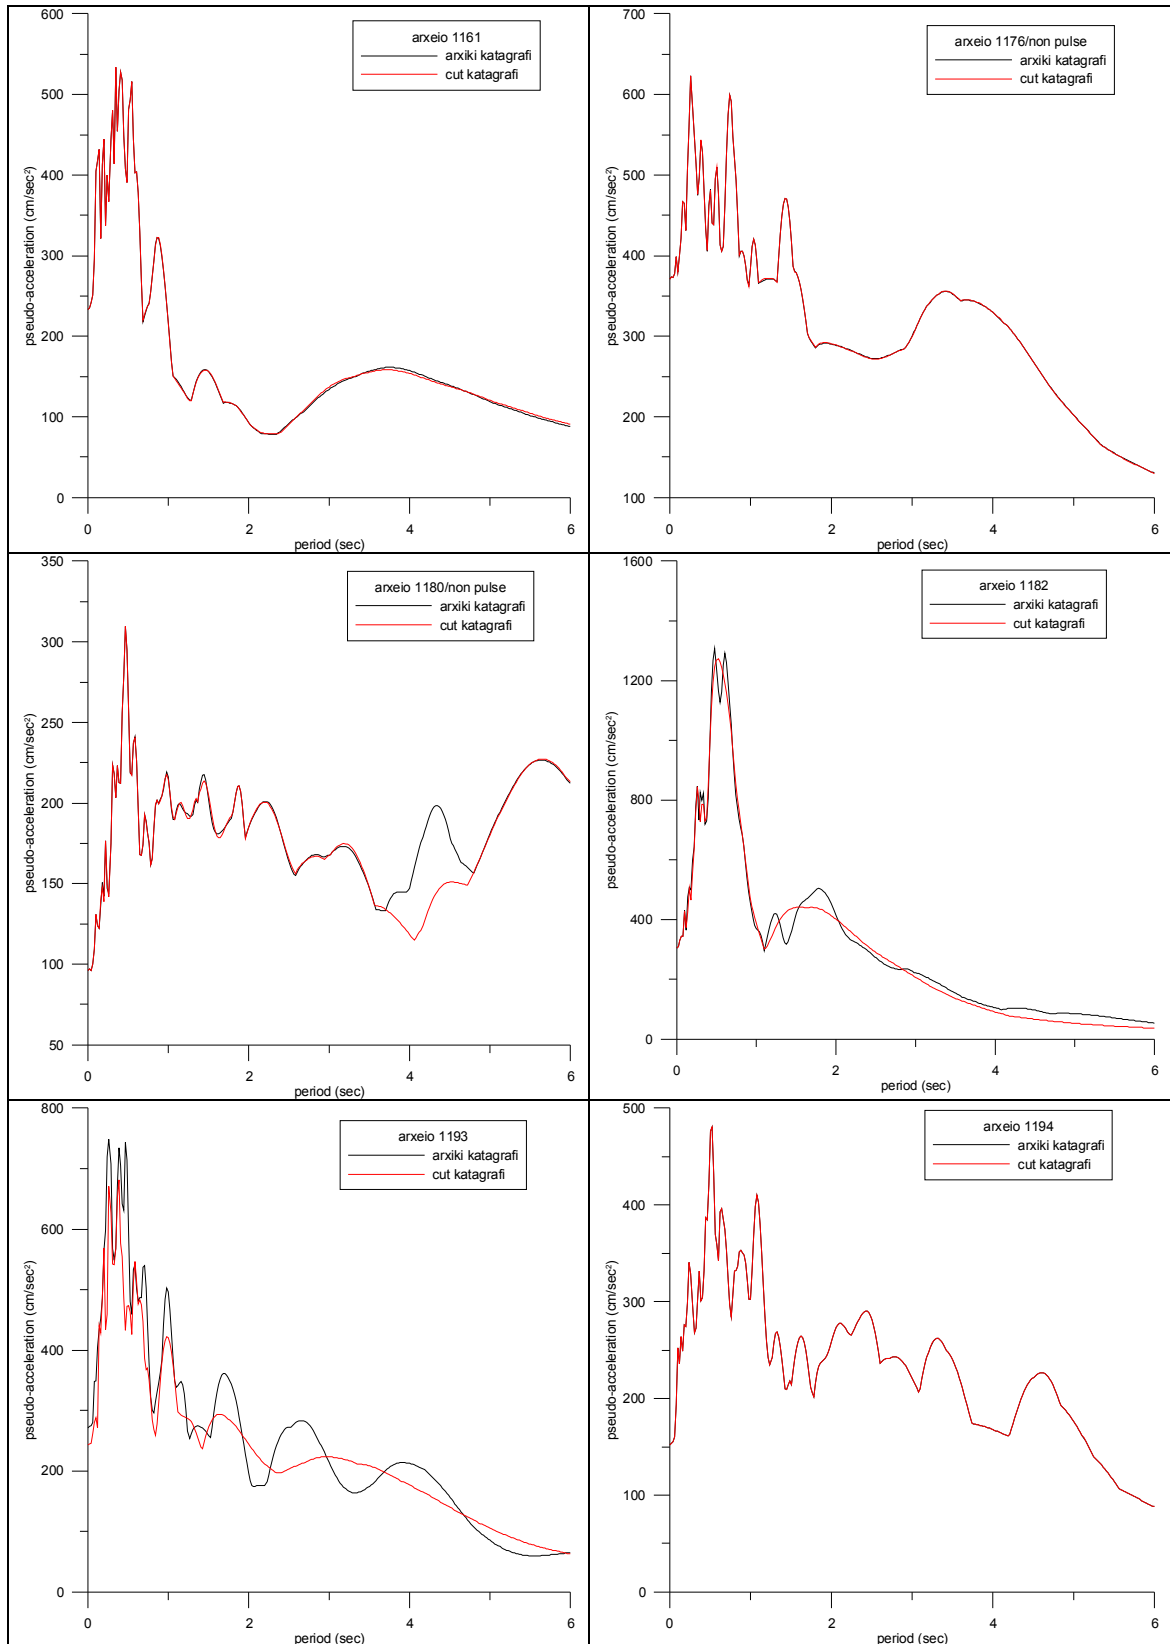 arxeio 1161
arxiki katagrafi
cut katagrafi
pseudo-acceleration (cm/sec²)
600
500
400
300
200
100
0
0 2 4 6
period (sec)
arxeio 1176/non pulse
arxiki katagrafi
cut katagrafi
pseudo-acceleration (cm/sec²)
700
600
500
400
300
200
100
0 2 4 6
period (sec)
arxeio 1180/non pulse
arxiki katagrafi
cut katagrafi
pseudo-acceleration (cm/sec²)
350
300
250
200
150
100
50
0 2 4 6
period (sec)
arxeio 1182
arxiki katagrafi
cut katagrafi
pseudo-acceleration (cm/sec²)
1600
1200
800
400
0
0 2 4 6
period (sec)
arxeio 1193
arxiki katagrafi
cut katagrafi
pseudo-acceleration (cm/sec²)
800
600
400
200
0
0 2 4 6
period (sec)
arxeio 1194
arxiki katagrafi
cut katagrafi
pseudo-acceleration (cm/sec²)
500
400
300
200
100
0
0 2 4 6
period (sec)